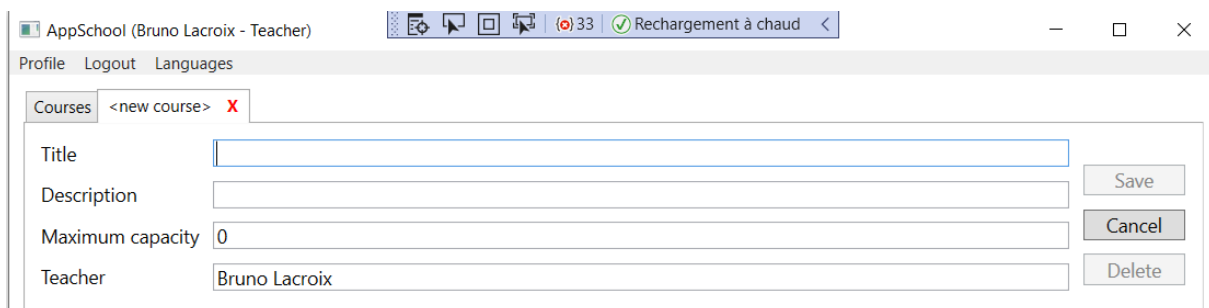 AppSchool (Bruno Lacroix - Teacher) 33 Rechargement à chaud
Profile Logout Languages
Courses <new course> X
Title
Save
Description
Cancel
Maximum capacity 0
Delete
Teacher Bruno Lacroix